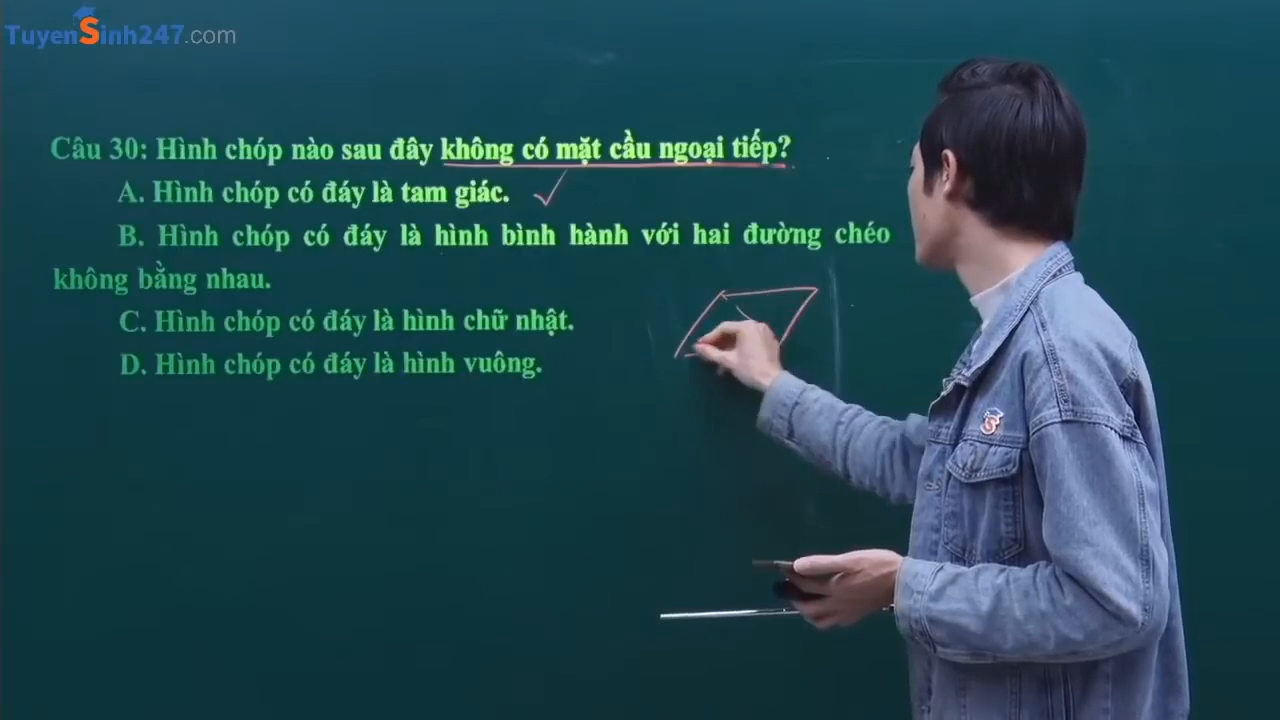 TuyenSinh247.com
Câu 30: Hình chóp nào sau đây không có mặt cầu ngoại tiếp?
A. Hình chóp có đáy là tam giác.
B. Hình chóp có đáy là hình bình hành với hai đường chéo
không bằng nhau.
C. Hình chóp có đáy là hình chữ nhật.
D. Hình chóp có đáy là hình vuông.
S